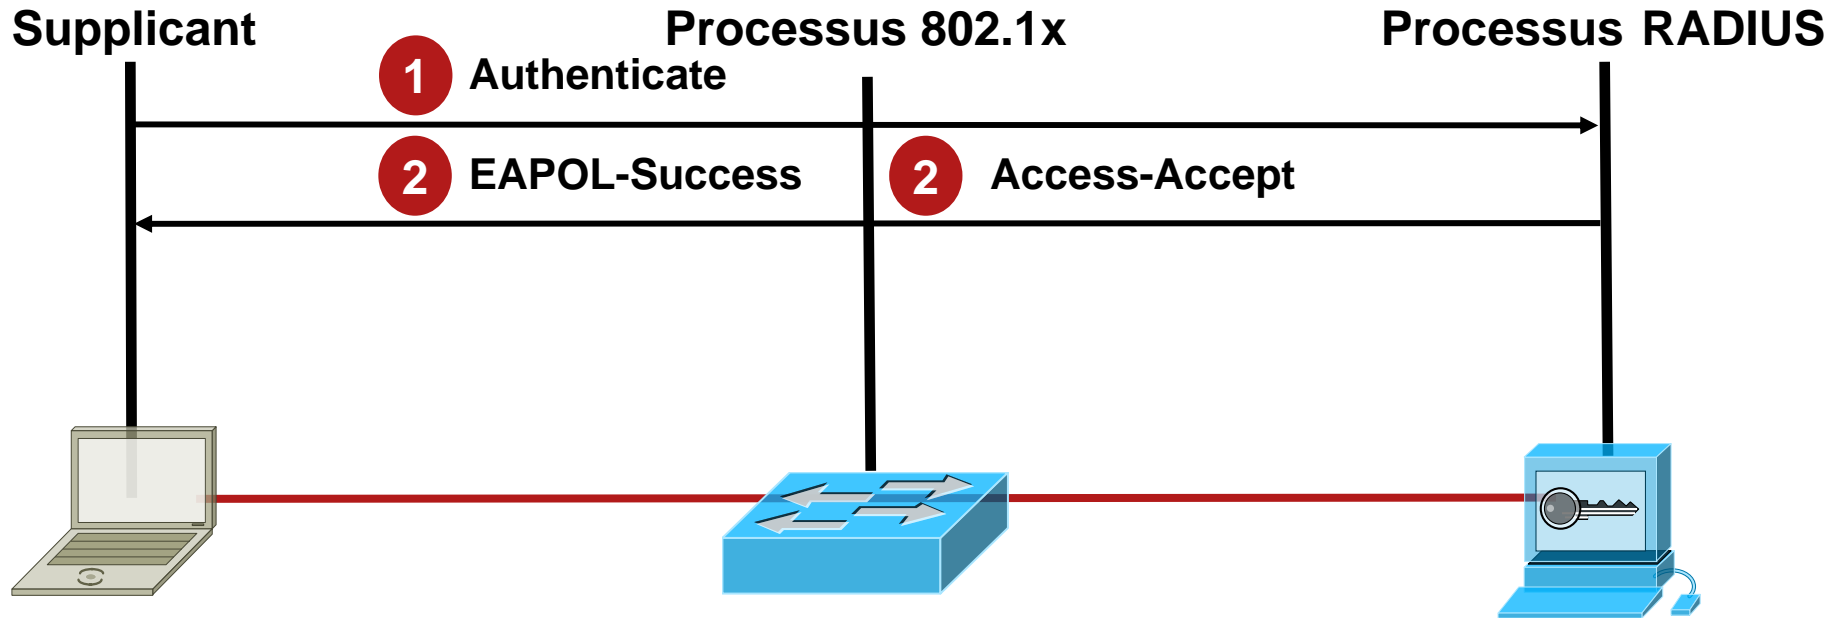 Supplicant
Processus 802.1x
Processus RADIUS
1 Authenticate
2 EAPOL-Success
2 Access-Accept